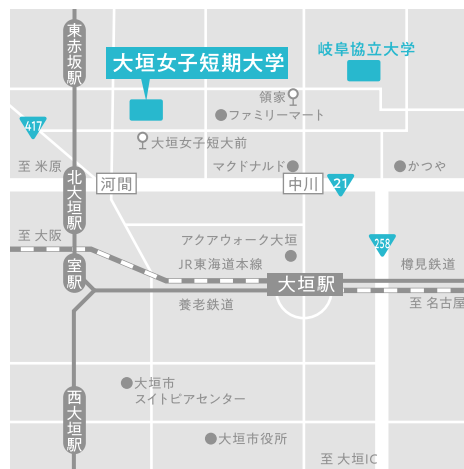 東赤坂駅
大垣女子短期大学
岐阜協立大学
領家
ファミリーマート
417
大垣女子短大前
至 米原
マクドナルド
かつや
北大垣駅
河間
中川
21
至 大阪
アクアウォーク大垣
258
室駅
JR東海道本線
大垣駅
樽見鉄道
養老鉄道
至 名古屋
大垣市
スイトピアセンター
西大垣駅
大垣市役所
至 大垣IC